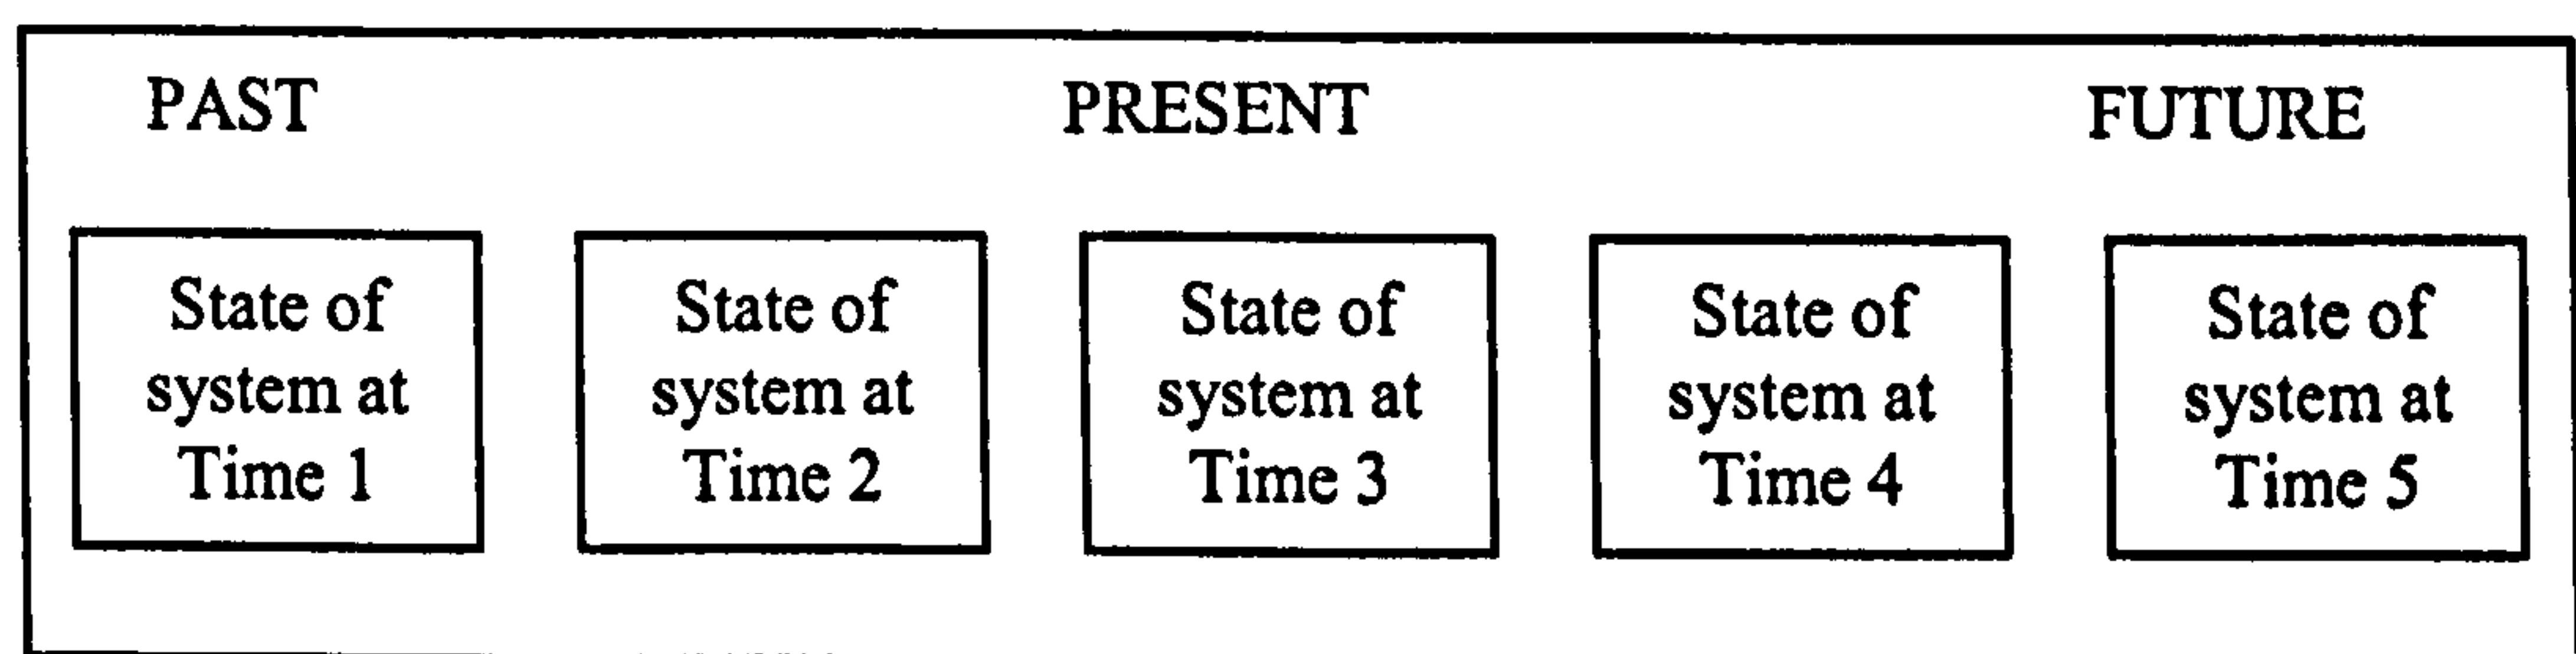 PAST PRESENT FUTURE
State of
system at
Time 1
State of
system at
Time 2
State of
system at
Time 3
State of
system at
Time 4
State of
system at
Time 5